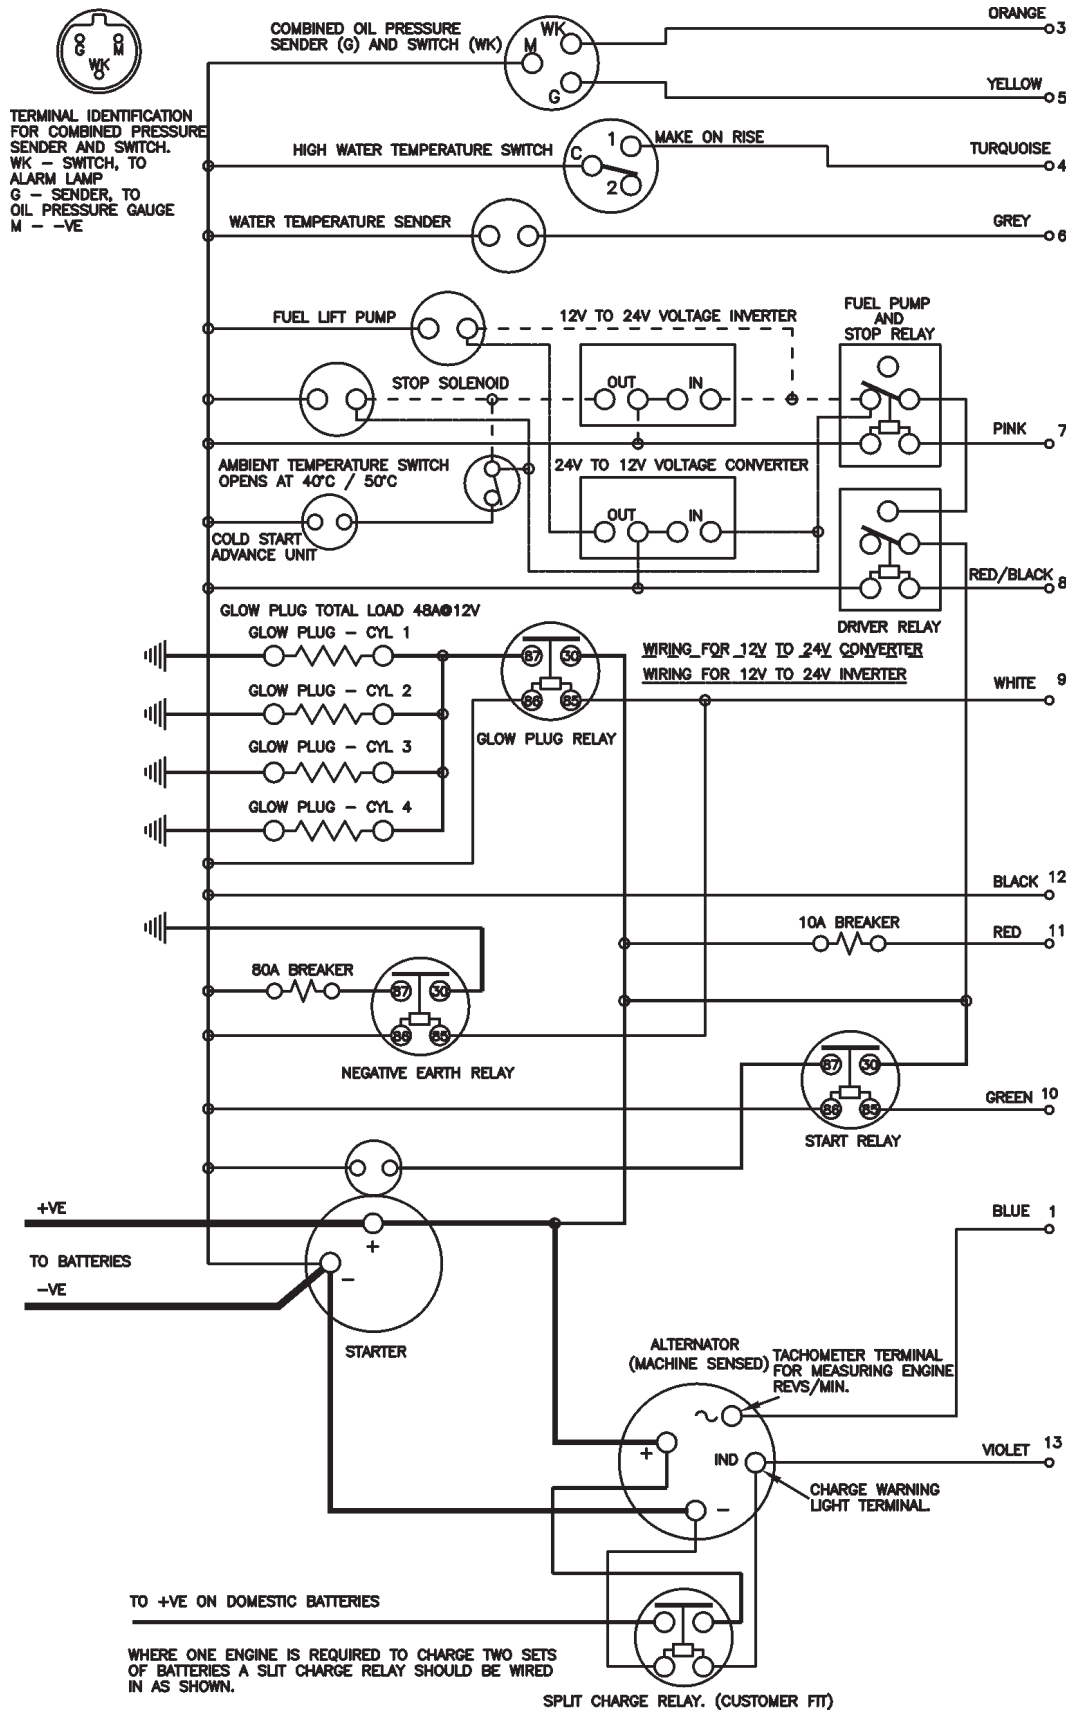 ORANGE
3
COMBINED OIL PRESSURE
SENDER (G) AND SWITCH (WK)
WK
M
G
G M
WK
YELLOW
5
TERMINAL IDENTIFICATION
FOR COMBINED PRESSURE
SENDER AND SWITCH.
WK – SWITCH, TO
ALARM LAMP
G – SENDER, TO
OIL PRESSURE GAUGE
M – –VE
HIGH WATER TEMPERATURE SWITCH
C
1
2
MAKE ON RISE
TURQUOISE
4
WATER TEMPERATURE SENDER
GREY
6
FUEL LIFT PUMP
12V TO 24V VOLTAGE INVERTER
FUEL PUMP
AND
STOP RELAY
STOP SOLENOID
OUT IN
PINK
7
AMBIENT TEMPERATURE SWITCH
OPENS AT 40°C / 50°C
24V TO 12V VOLTAGE CONVERTER
OUT IN
COLD START
ADVANCE UNIT
RED/BLACK
8
DRIVER RELAY
GLOW PLUG TOTAL LOAD 48A@12V
GLOW PLUG – CYL 1
87 30
86 85
WIRING FOR 12V TO 24V CONVERTER
WIRING FOR 12V TO 24V INVERTER
GLOW PLUG – CYL 2
WHITE
9
GLOW PLUG RELAY
GLOW PLUG – CYL 3
GLOW PLUG – CYL 4
BLACK
12
10A BREAKER
RED
11
80A BREAKER
87 30
86 85
NEGATIVE EARTH RELAY
87 30
86 85
GREEN
10
START RELAY
+VE
+
TO BATTERIES
–
–VE
STARTER
BLUE
1
ALTERNATOR
(MACHINE SENSED)
TACHOMETER TERMINAL
FOR MEASURING ENGINE
REVS/MIN.
∼
+
IND
VIOLET
13
CHARGE WARNING
LIGHT TERMINAL.
–
TO +VE ON DOMESTIC BATTERIES
WHERE ONE ENGINE IS REQUIRED TO CHARGE TWO SETS
OF BATTERIES A SLIT CHARGE RELAY SHOULD BE WIRED
IN AS SHOWN.
SPLIT CHARGE RELAY. (CUSTOMER FIT)